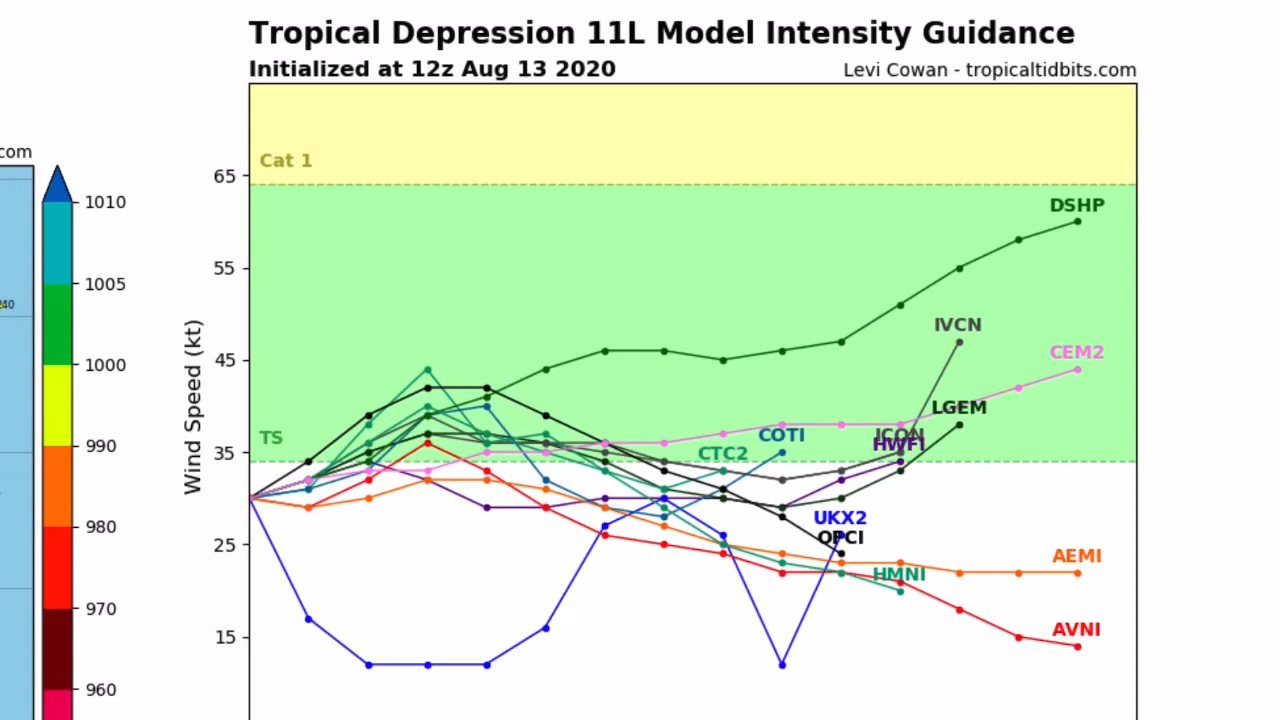 Tropical Depression 11L Model Intensity Guidance
Initialized at 12z Aug 13 2020
Levi Cowan - tropicaltidbits.com
com
1010
1005
1000
990
980
970
960
240
Wind Speed (kt)
65
55
45
35
25
15
Cat 1
TS
DSHP
IVCN
CEM2
LGEM
COTI
ICON
HWFI
CTC2
UKX2
OFCI
AEMI
HMNI
AVNI